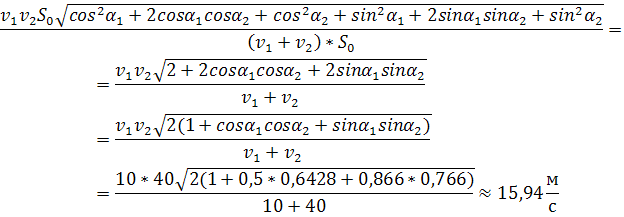 v₁v₂S₀√(cos²α₁ + 2cosα₁cosα₂ + cos²α₂ + sin²α₁ + 2sinα₁sinα₂ + sin²α₂) / ((v₁ + v₂) * S₀) =
= v₁v₂√(2 + 2cosα₁cosα₂ + 2sinα₁sinα₂) / (v₁ + v₂)
= v₁v₂√(2(1 + cosα₁cosα₂ + sinα₁sinα₂)) / (v₁ + v₂)
= 10 * 40√(2(1 + 0,5 * 0,6428 + 0,866 * 0,766)) / (10 + 40) ≈ 15,94 м/с